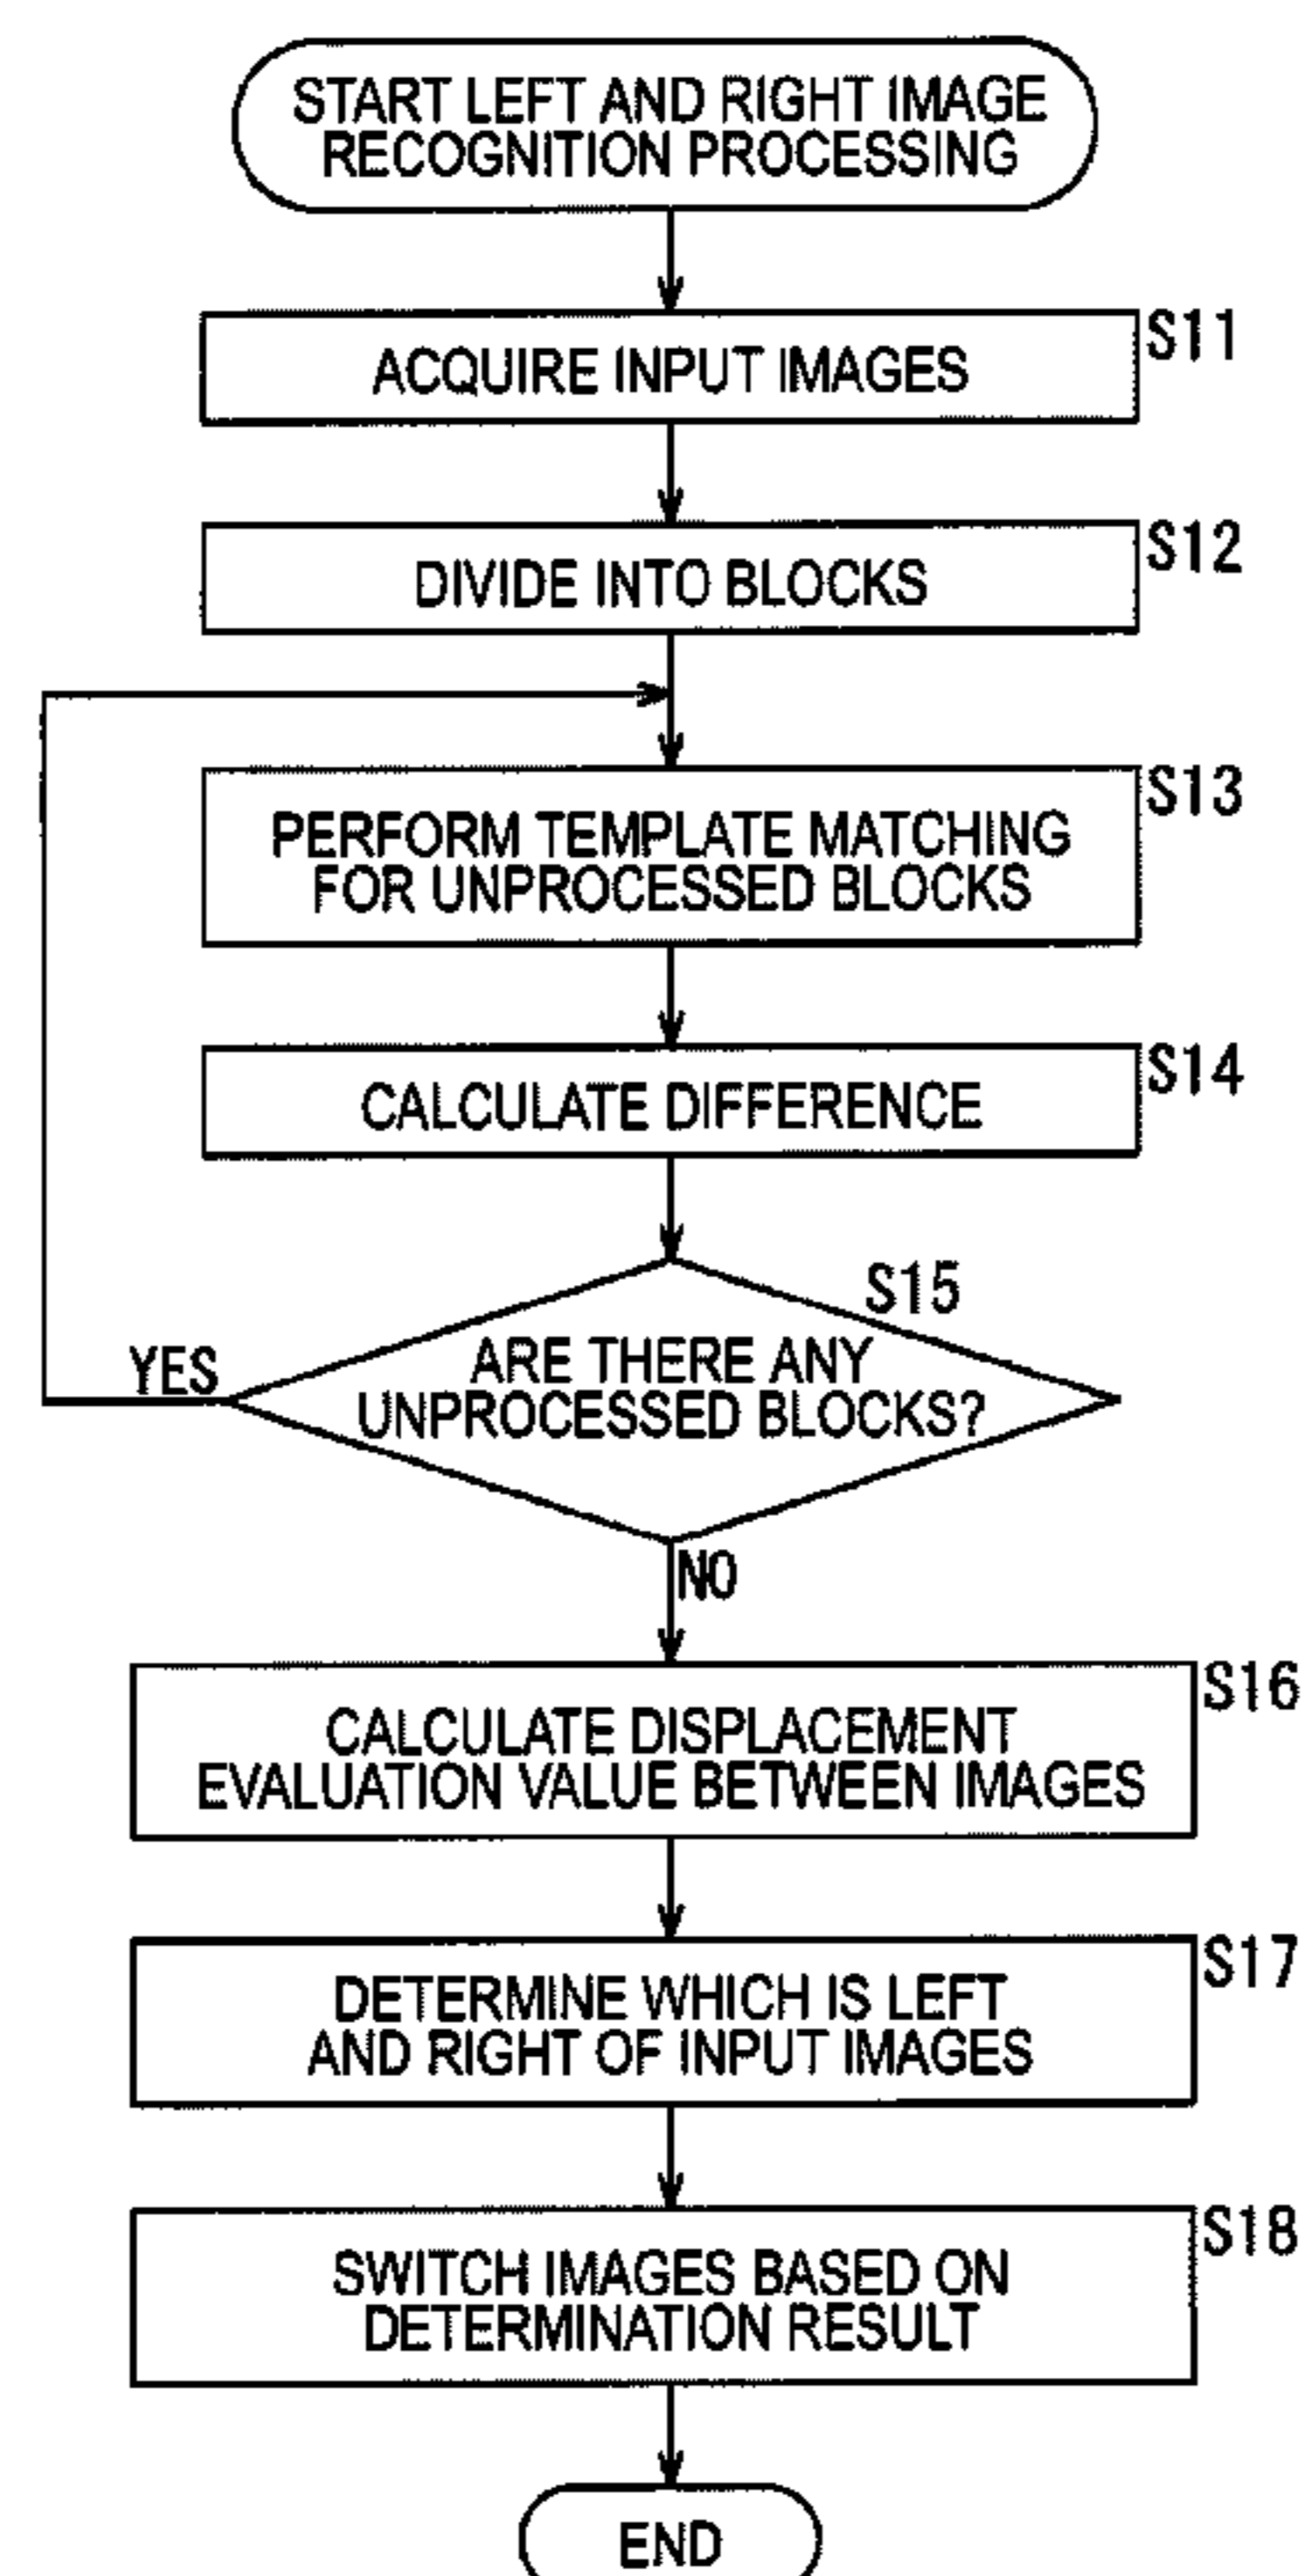 START LEFT AND RIGHT IMAGE
RECOGNITION PROCESSING
S11
ACQUIRE INPUT IMAGES
S12
DIVIDE INTO BLOCKS
S13
PERFORM TEMPLATE MATCHING
FOR UNPROCESSED BLOCKS
S14
CALCULATE DIFFERENCE
S15
ARE THERE ANY
UNPROCESSED BLOCKS?
YES
NO
S16
CALCULATE DISPLACEMENT
EVALUATION VALUE BETWEEN IMAGES
S17
DETERMINE WHICH IS LEFT
AND RIGHT OF INPUT IMAGES
S18
SWITCH IMAGES BASED ON
DETERMINATION RESULT
END